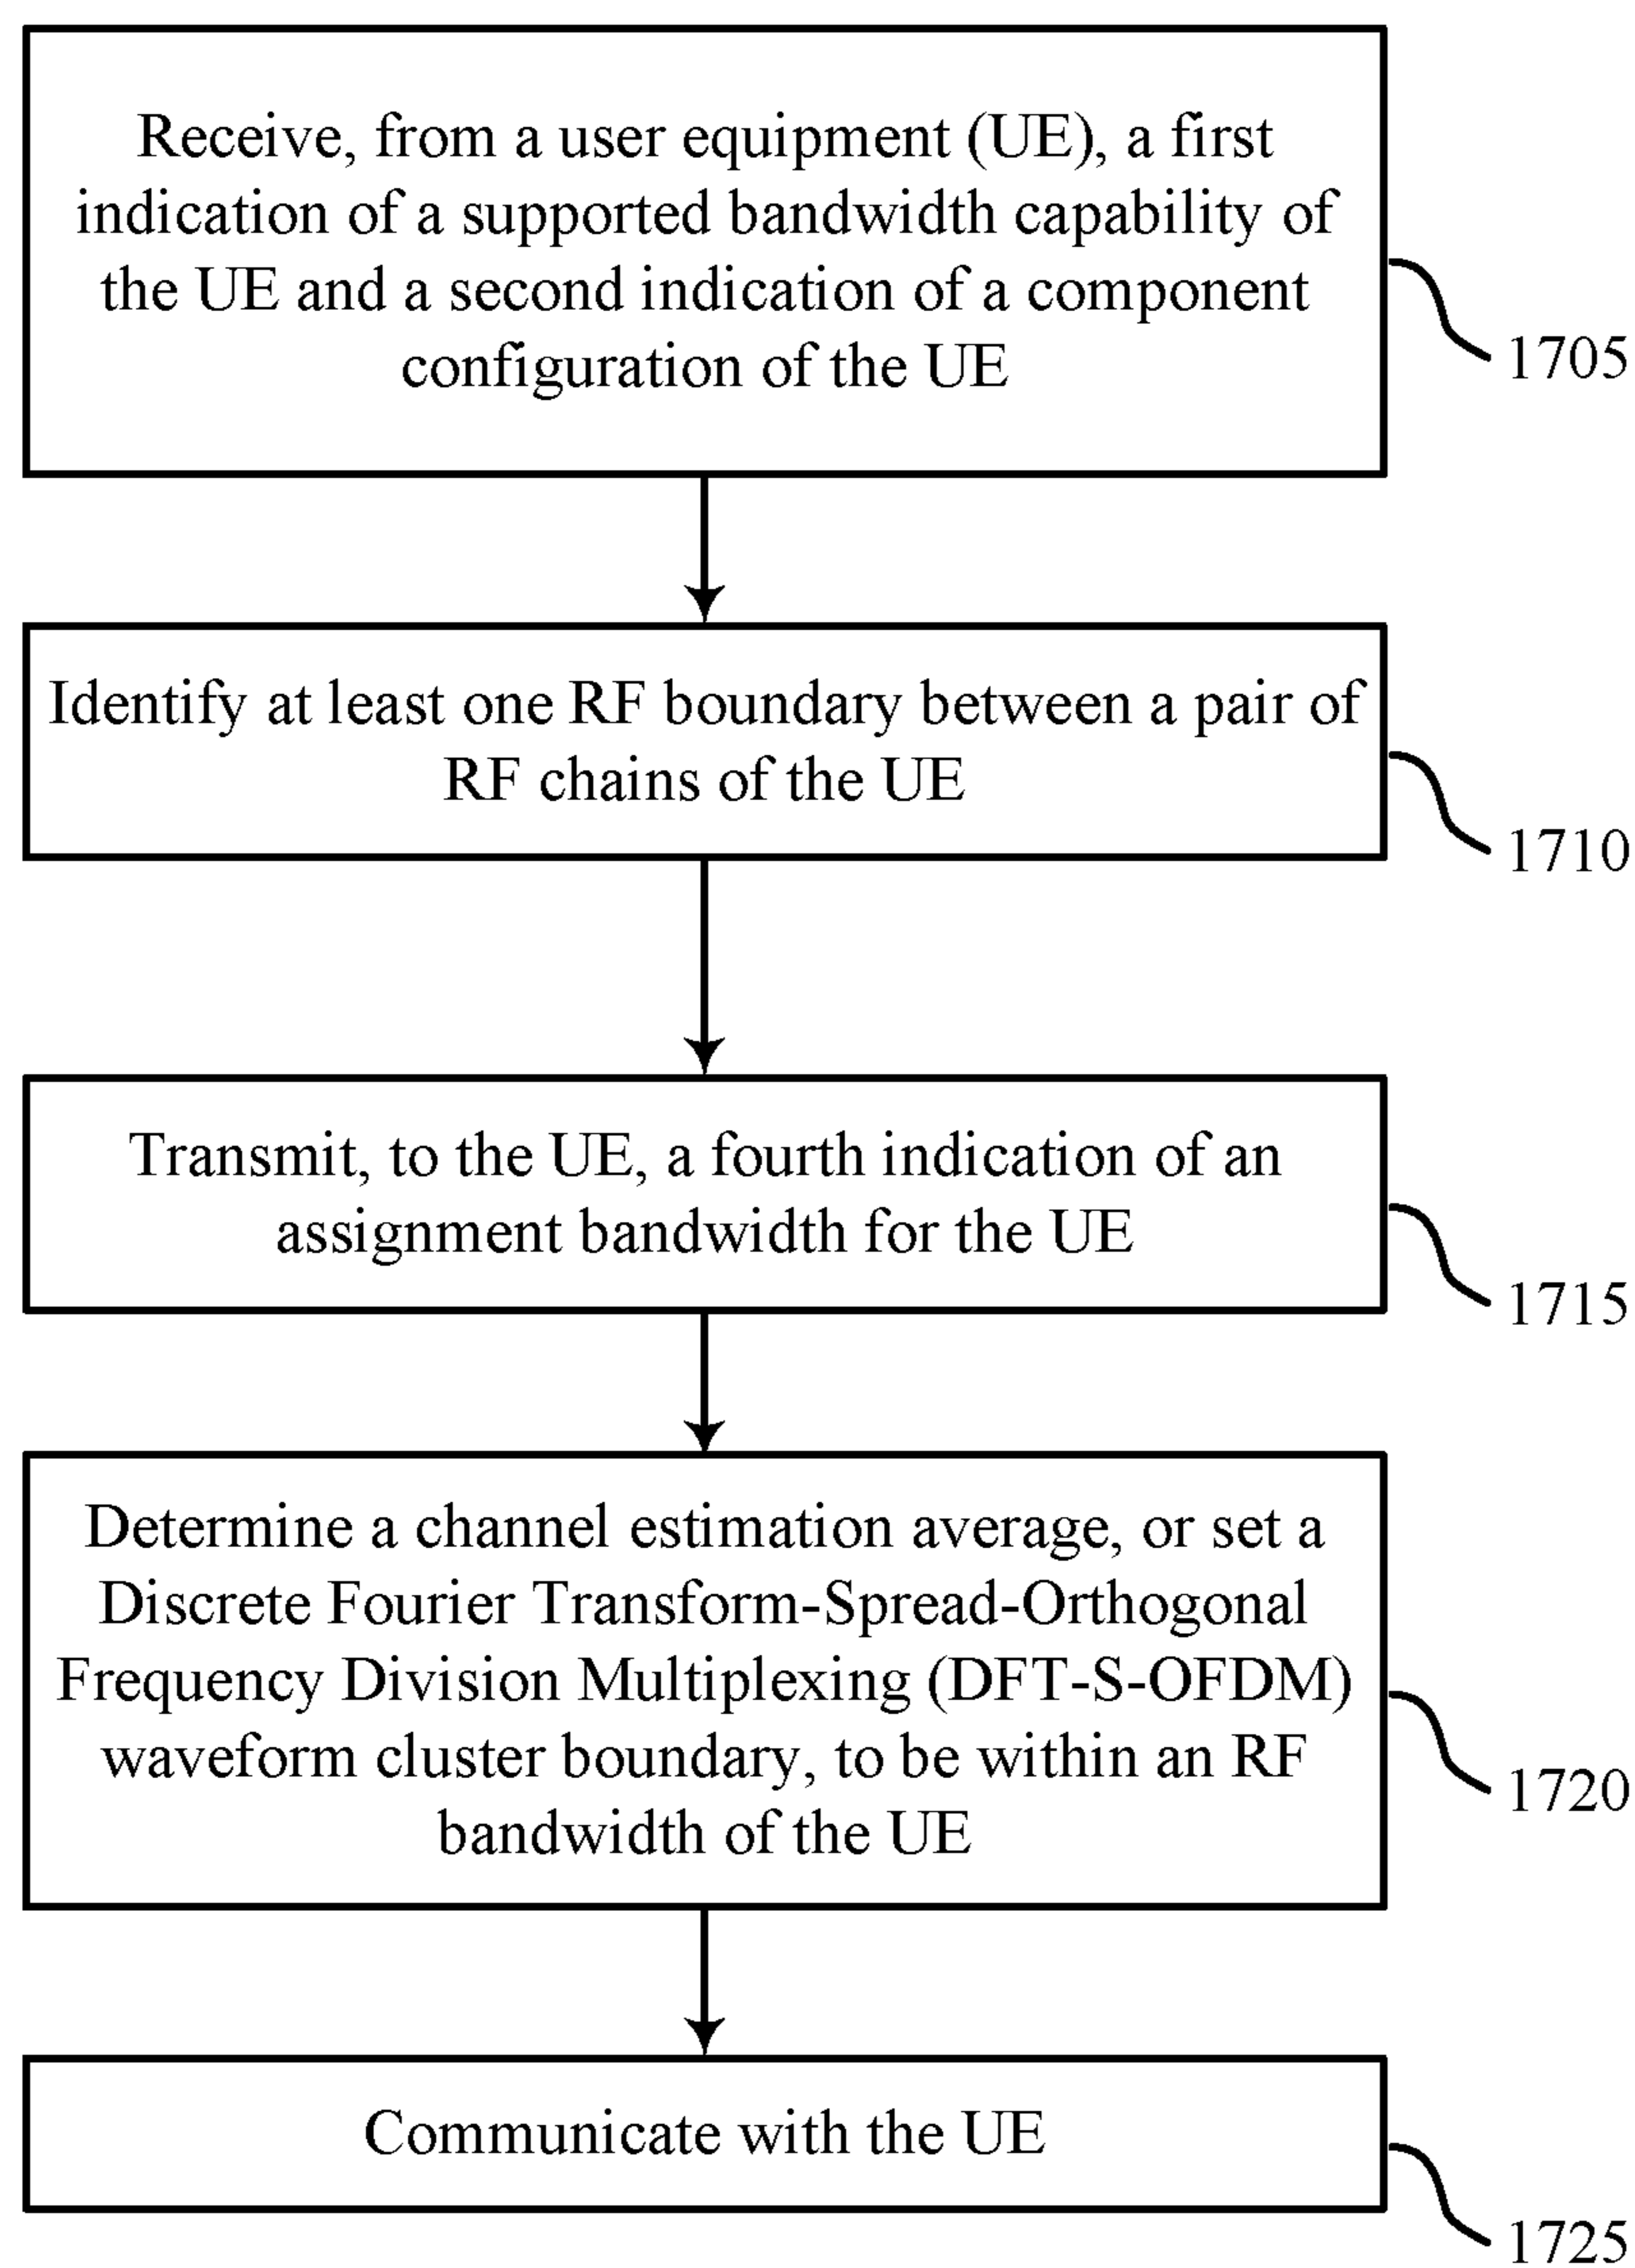 Receive, from a user equipment (UE), a first
indication of a supported bandwidth capability of
the UE and a second indication of a component
configuration of the UE
1705
Identify at least one RF boundary between a pair of
RF chains of the UE
1710
Transmit, to the UE, a fourth indication of an
assignment bandwidth for the UE
1715
Determine a channel estimation average, or set a
Discrete Fourier Transform-Spread-Orthogonal
Frequency Division Multiplexing (DFT-S-OFDM)
waveform cluster boundary, to be within an RF
bandwidth of the UE
1720
Communicate with the UE
1725